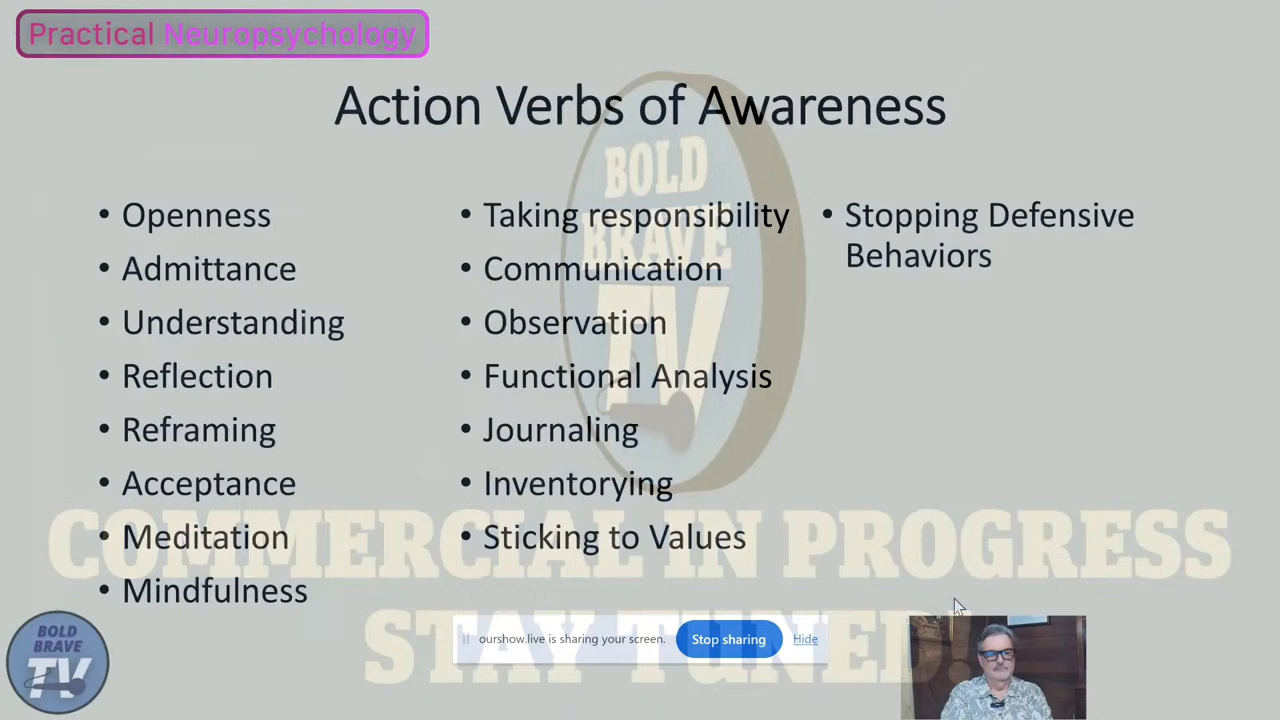 Practical Neuropsychology
Action Verbs of Awareness
• Openness
• Admittance
• Understanding
• Reflection
• Reframing
• Acceptance
• Meditation
• Mindfulness
• Taking responsibility
• Communication
• Observation
• Functional Analysis
• Journaling
• Inventorying
• Sticking to Values
• Stopping Defensive
Behaviors
BOLD
BRAVE
TV
COMMERCIAL IN PROGRESS
STAY TUNED!
ourshow.live is sharing your screen.
Stop sharing
Hide
BOLD
BRAVE
TV